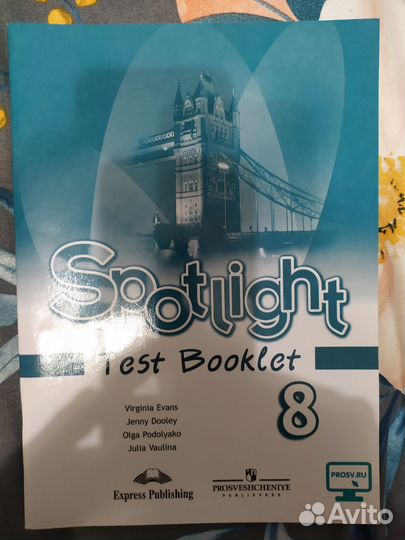 Spotlight
Test Booklet
8
Virginia Evans
Jenny Dooley
Olga Podolyako
Julia Vaulina
Express Publishing
PROSVESHCHENIYE
PUBLISHERS
PROSV.RU
Avito